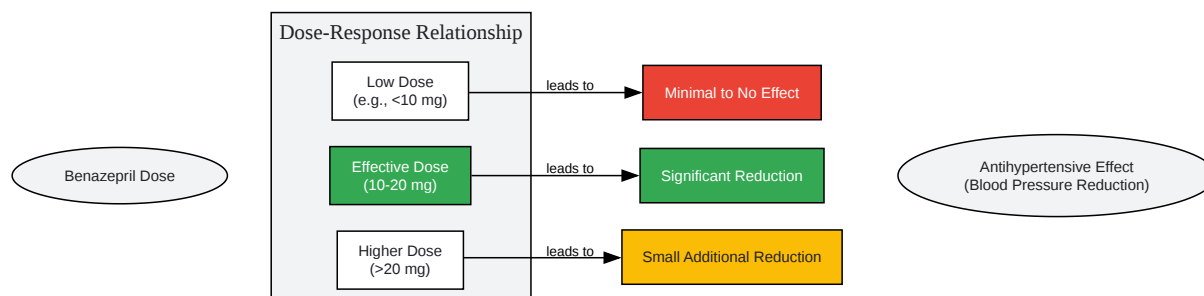 Dose-Response Relationship
Low Dose
(e.g., <10 mg)
leads to
Minimal to No Effect
Benazepril Dose
Effective Dose
(10-20 mg)
leads to
Significant Reduction
Antihypertensive Effect
(Blood Pressure Reduction)
Higher Dose
(>20 mg)
leads to
Small Additional Reduction